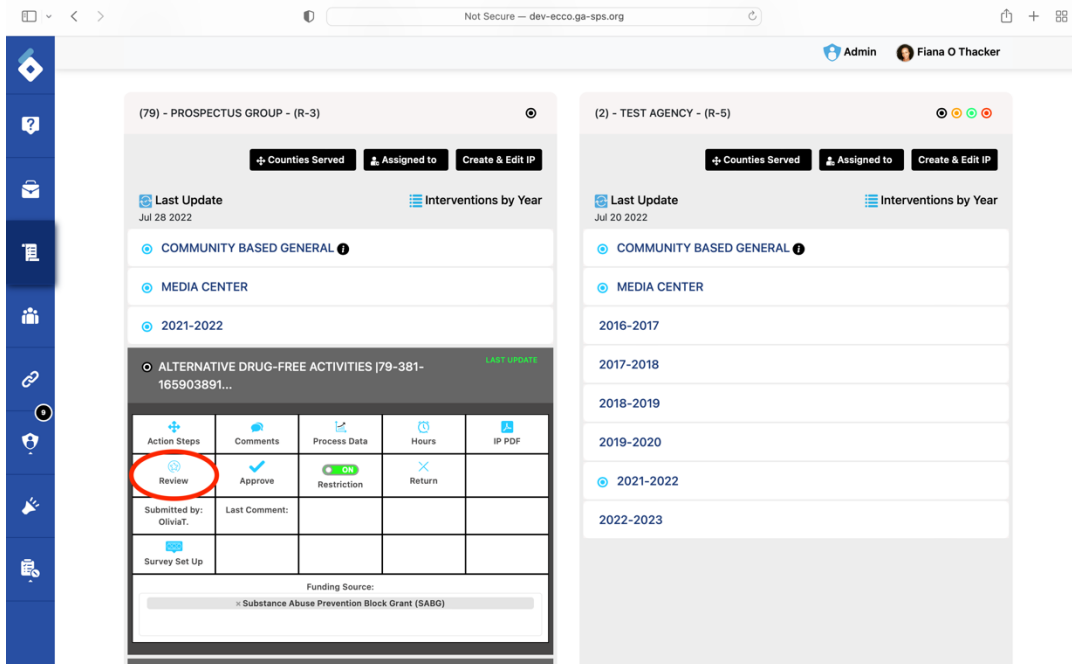 Not Secure — dev-ecco.ga-sps.org
Admin
Fiana O Thacker
(79) - PROSPECTUS GROUP - (R-3)
Counties Served
Assigned to
Create & Edit IP
Last Update
Interventions by Year
Jul 28 2022
COMMUNITY BASED GENERAL
MEDIA CENTER
2021-2022
ALTERNATIVE DRUG-FREE ACTIVITIES |79-381-
165903891...
LAST UPDATE
Action Steps
Comments
Process Data
Hours
IP PDF
Review
Approve
ON
Restriction
Return
Submitted by:
OliviaT.
Last Comment:
Survey Set Up
Funding Source:
× Substance Abuse Prevention Block Grant (SABG)
(2) - TEST AGENCY - (R-5)
Counties Served
Assigned to
Create & Edit IP
Last Update
Interventions by Year
Jul 20 2022
COMMUNITY BASED GENERAL
MEDIA CENTER
2016-2017
2017-2018
2018-2019
2019-2020
2021-2022
2022-2023
9